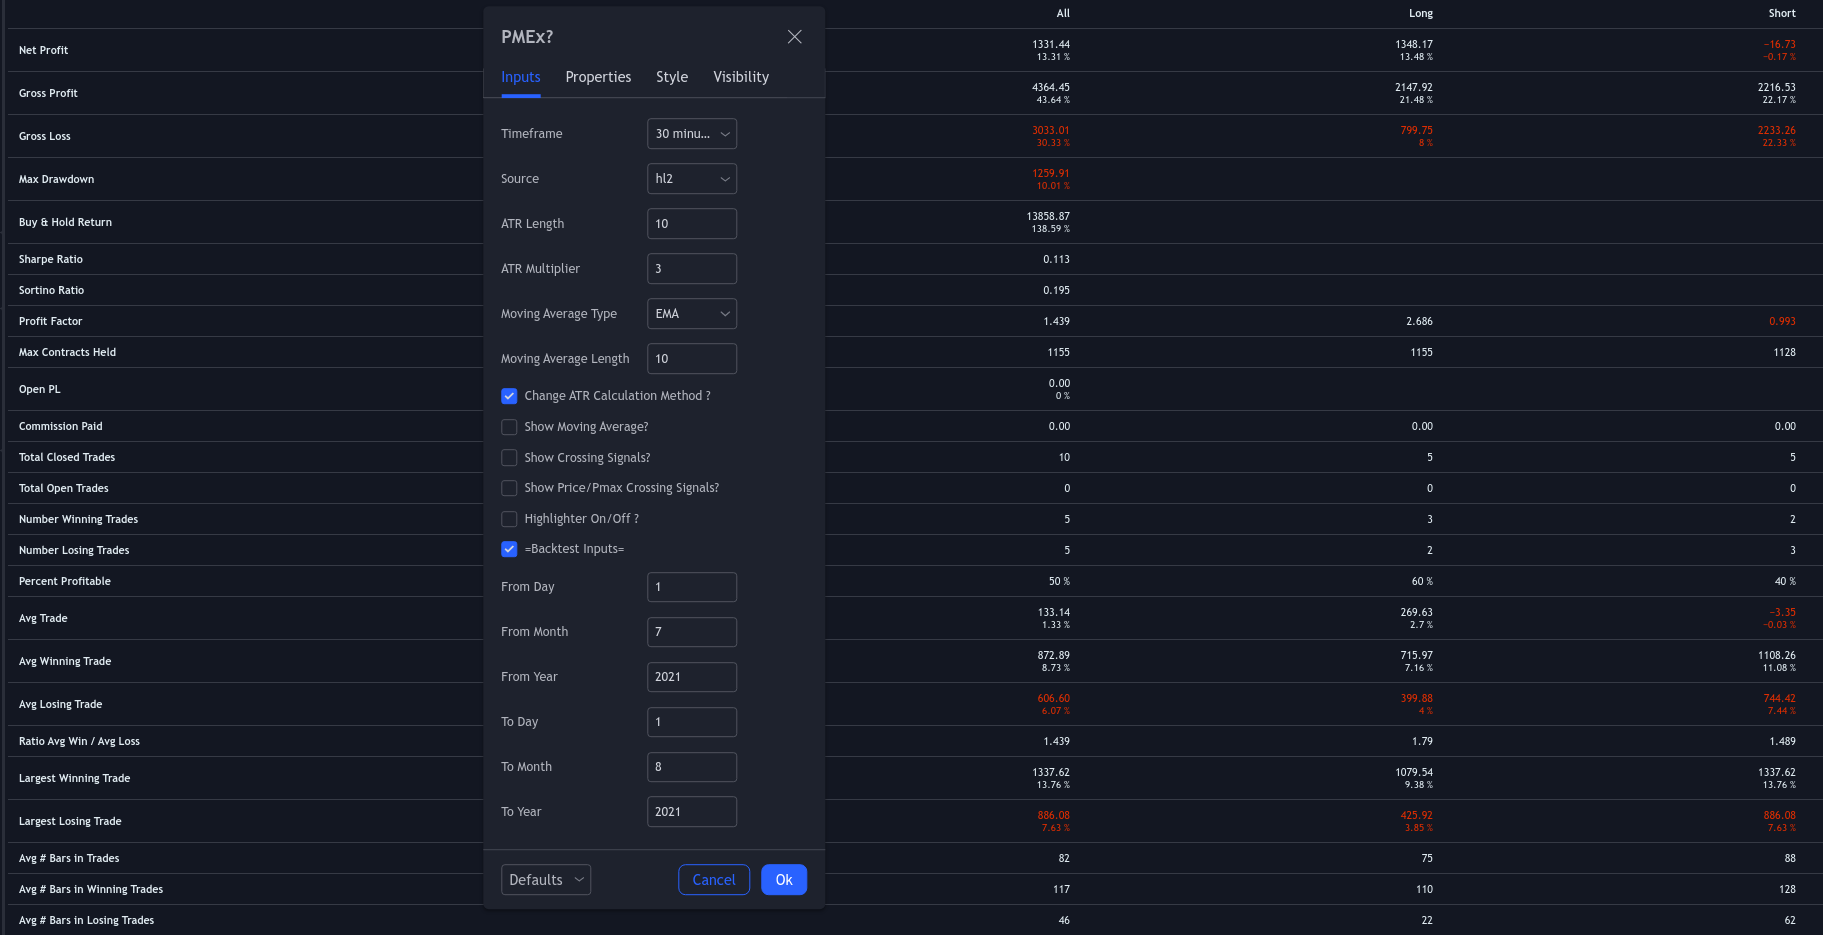 All Long Short
Net Profit 1331.44 1348.17 −16.73
13.31 % 13.48 % −0.17 %
Gross Profit 4364.45 2147.92 2216.53
43.64 % 21.48 % 22.17 %
Gross Loss 3033.01 799.75 2233.26
30.33 % 8 % 22.33 %
Max Drawdown 1259.91
10.01 %
Buy & Hold Return 13858.87
138.59 %
Sharpe Ratio 0.113
Sortino Ratio 0.195
Profit Factor 1.439 2.686 0.993
Max Contracts Held 1155 1155 1128
Open PL 0.00
0 %
Commission Paid 0.00 0.00 0.00
Total Closed Trades 10 5 5
Total Open Trades 0 0 0
Number Winning Trades 5 3 2
Number Losing Trades 5 2 3
Percent Profitable 50 % 60 % 40 %
Avg Trade 133.14 269.63 −3.35
1.33 % 2.7 % −0.03 %
Avg Winning Trade 872.89 715.97 1108.26
8.73 % 7.16 % 11.08 %
Avg Losing Trade 606.60 399.88 744.42
6.07 % 4 % 7.44 %
Ratio Avg Win / Avg Loss 1.439 1.79 1.489
Largest Winning Trade 1337.62 1079.54 1337.62
13.76 % 9.38 % 13.76 %
Largest Losing Trade 886.08 425.92 886.08
7.63 % 3.85 % 7.63 %
Avg # Bars in Trades 82 75 88
Avg # Bars in Winning Trades 117 110 128
Avg # Bars in Losing Trades 46 22 62
PMEx?
Inputs Properties Style Visibility
Timeframe 30 minu...
Source hl2
ATR Length 10
ATR Multiplier 3
Moving Average Type EMA
Moving Average Length 10
Change ATR Calculation Method ?
Show Moving Average?
Show Crossing Signals?
Show Price/Pmax Crossing Signals?
Highlighter On/Off ?
=Backtest Inputs=
From Day 1
From Month 7
From Year 2021
To Day 1
To Month 8
To Year 2021
Defaults Cancel Ok